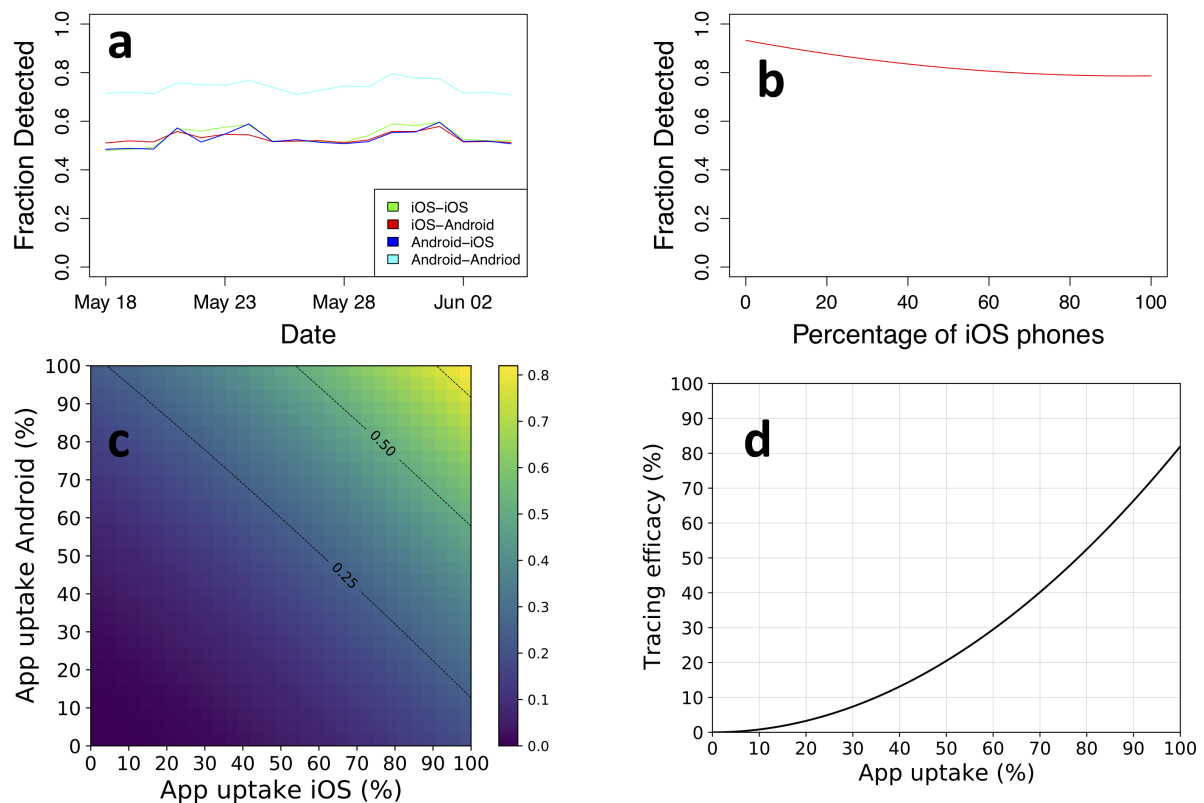 a
Fraction Detected
1.0
0.8
0.6
0.4
0.2
0.0
iOS−iOS
iOS−Android
Android−iOS
Android−Andriod
May 18 May 23 May 28 Jun 02
Date
b
Fraction Detected
1.0
0.8
0.6
0.4
0.2
0.0
0 20 40 60 80 100
Percentage of iOS phones
c
App uptake Android (%)
100
90
80
70
60
50
40
30
20
10
0
0.50
0.25
0 10 20 30 40 50 60 70 80 90 100
App uptake iOS (%)
0.8
0.7
0.6
0.5
0.4
0.3
0.2
0.1
0.0
d
Tracing efficacy (%)
100
90
80
70
60
50
40
30
20
10
0
0 10 20 30 40 50 60 70 80 90 100
App uptake (%)